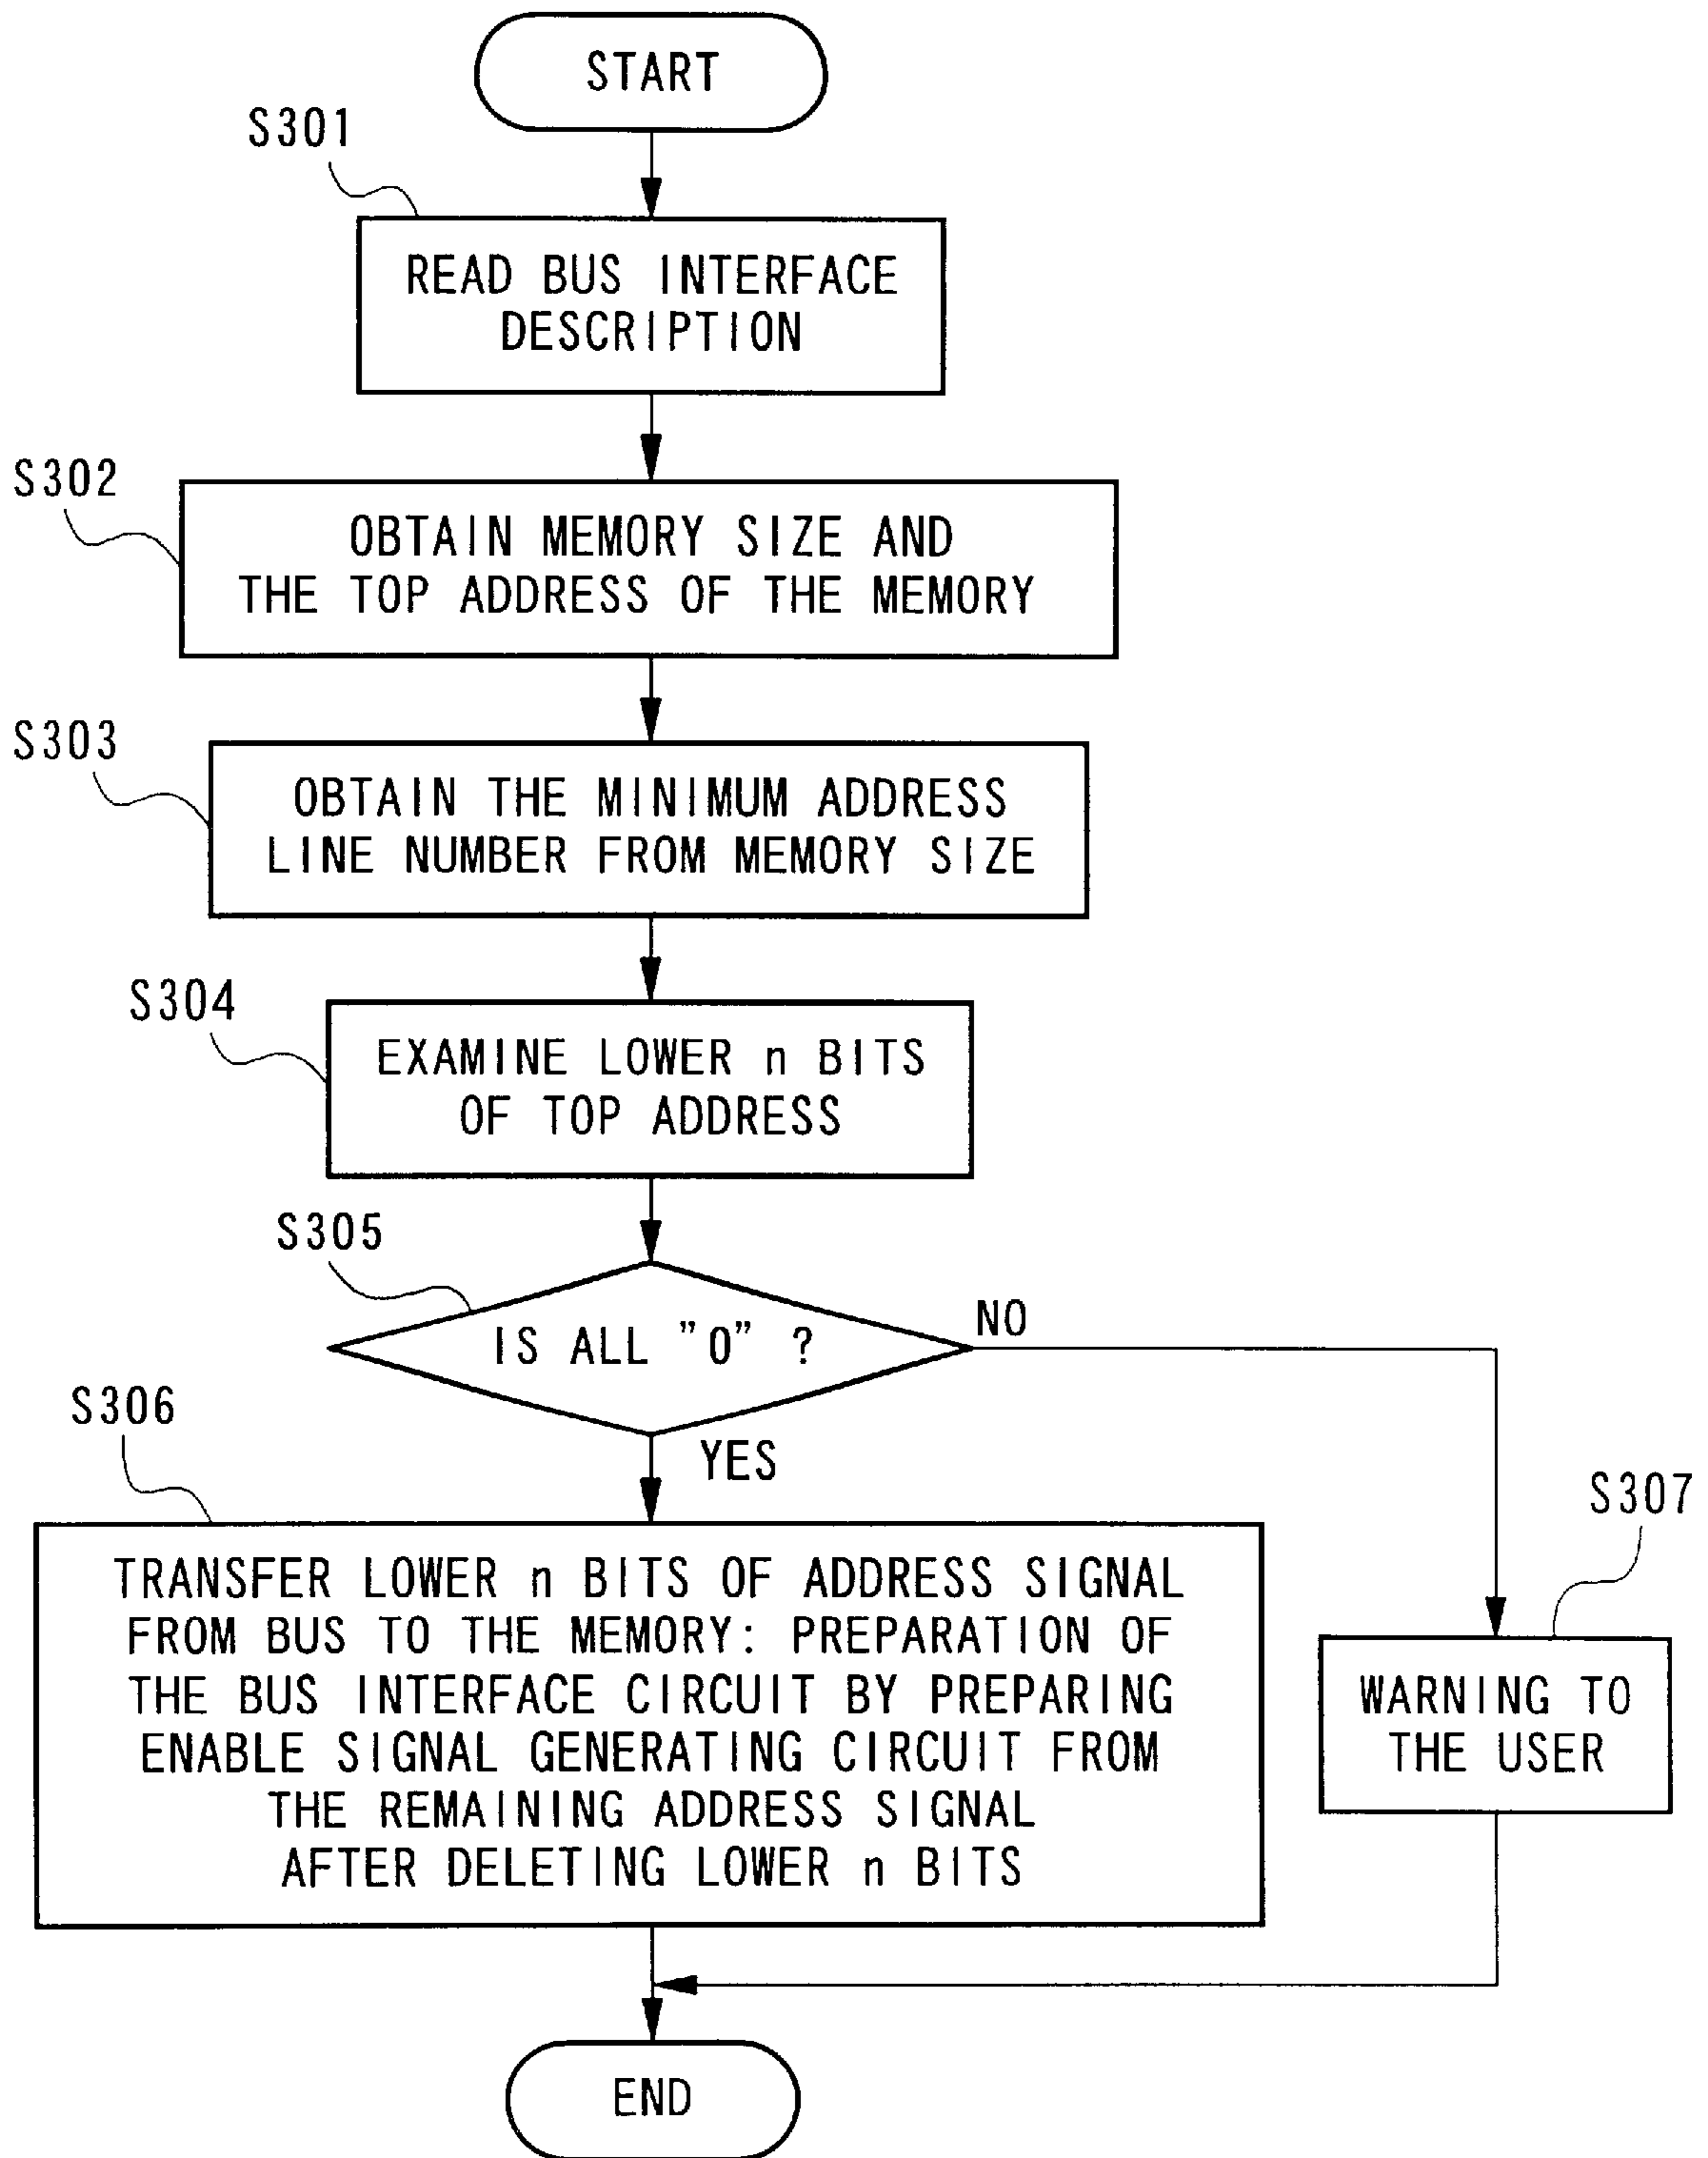 START
S301
READ BUS INTERFACE
DESCRIPTION
S302
OBTAIN MEMORY SIZE AND
THE TOP ADDRESS OF THE MEMORY
S303
OBTAIN THE MINIMUM ADDRESS
LINE NUMBER FROM MEMORY SIZE
S304
EXAMINE LOWER n BITS
OF TOP ADDRESS
S305
IS ALL "0" ?
NO
YES
S306
TRANSFER LOWER n BITS OF ADDRESS SIGNAL
FROM BUS TO THE MEMORY: PREPARATION OF
THE BUS INTERFACE CIRCUIT BY PREPARING
ENABLE SIGNAL GENERATING CIRCUIT FROM
THE REMAINING ADDRESS SIGNAL
AFTER DELETING LOWER n BITS
S307
WARNING TO
THE USER
END